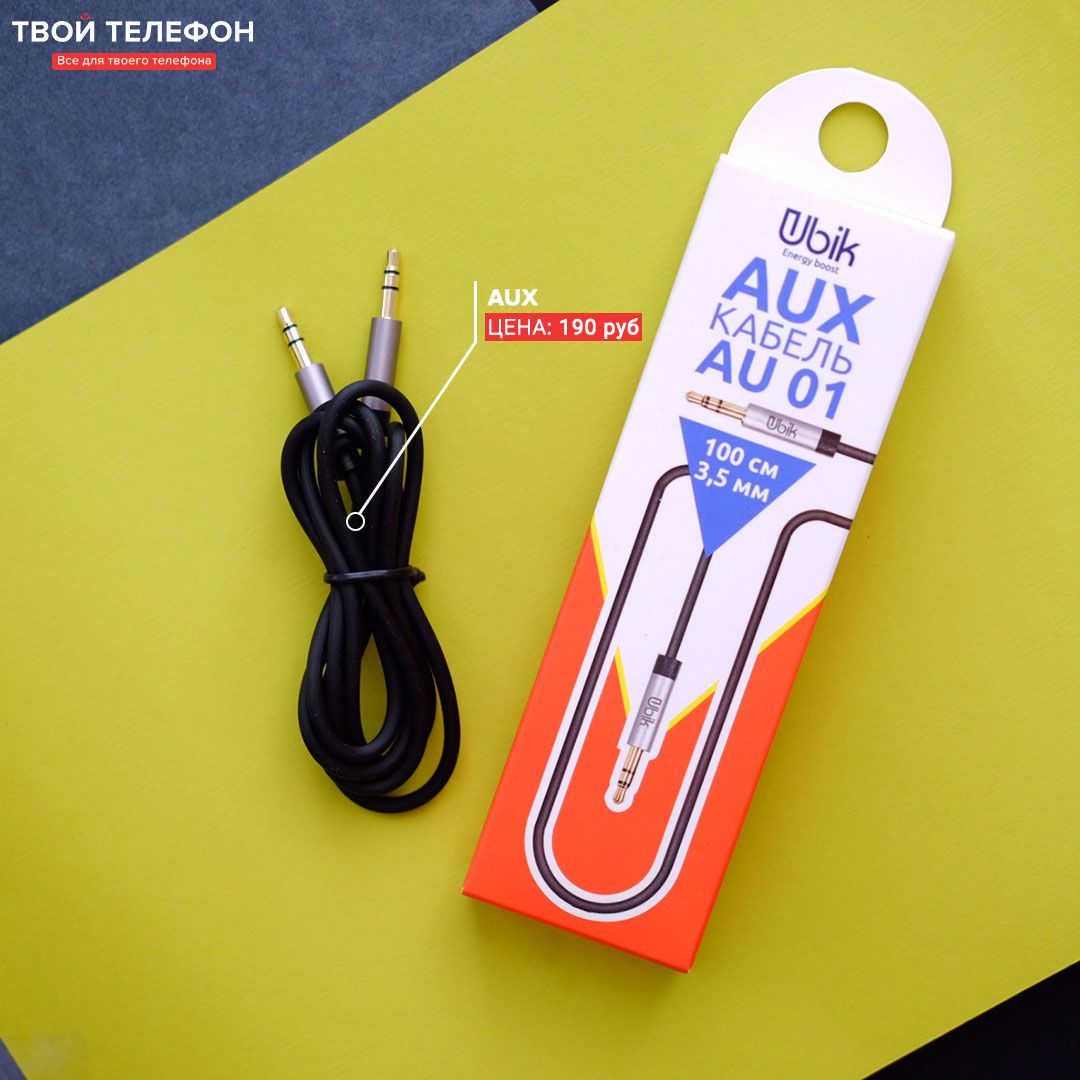 ТВОЙ ТЕЛЕФОН
Все для твоего телефона
AUX
ЦЕНА: 190 руб
Ubik
Energy boost
AUX
КАБЕЛЬ
AU 01
Ubik
100 см
3,5 мм
Ubik